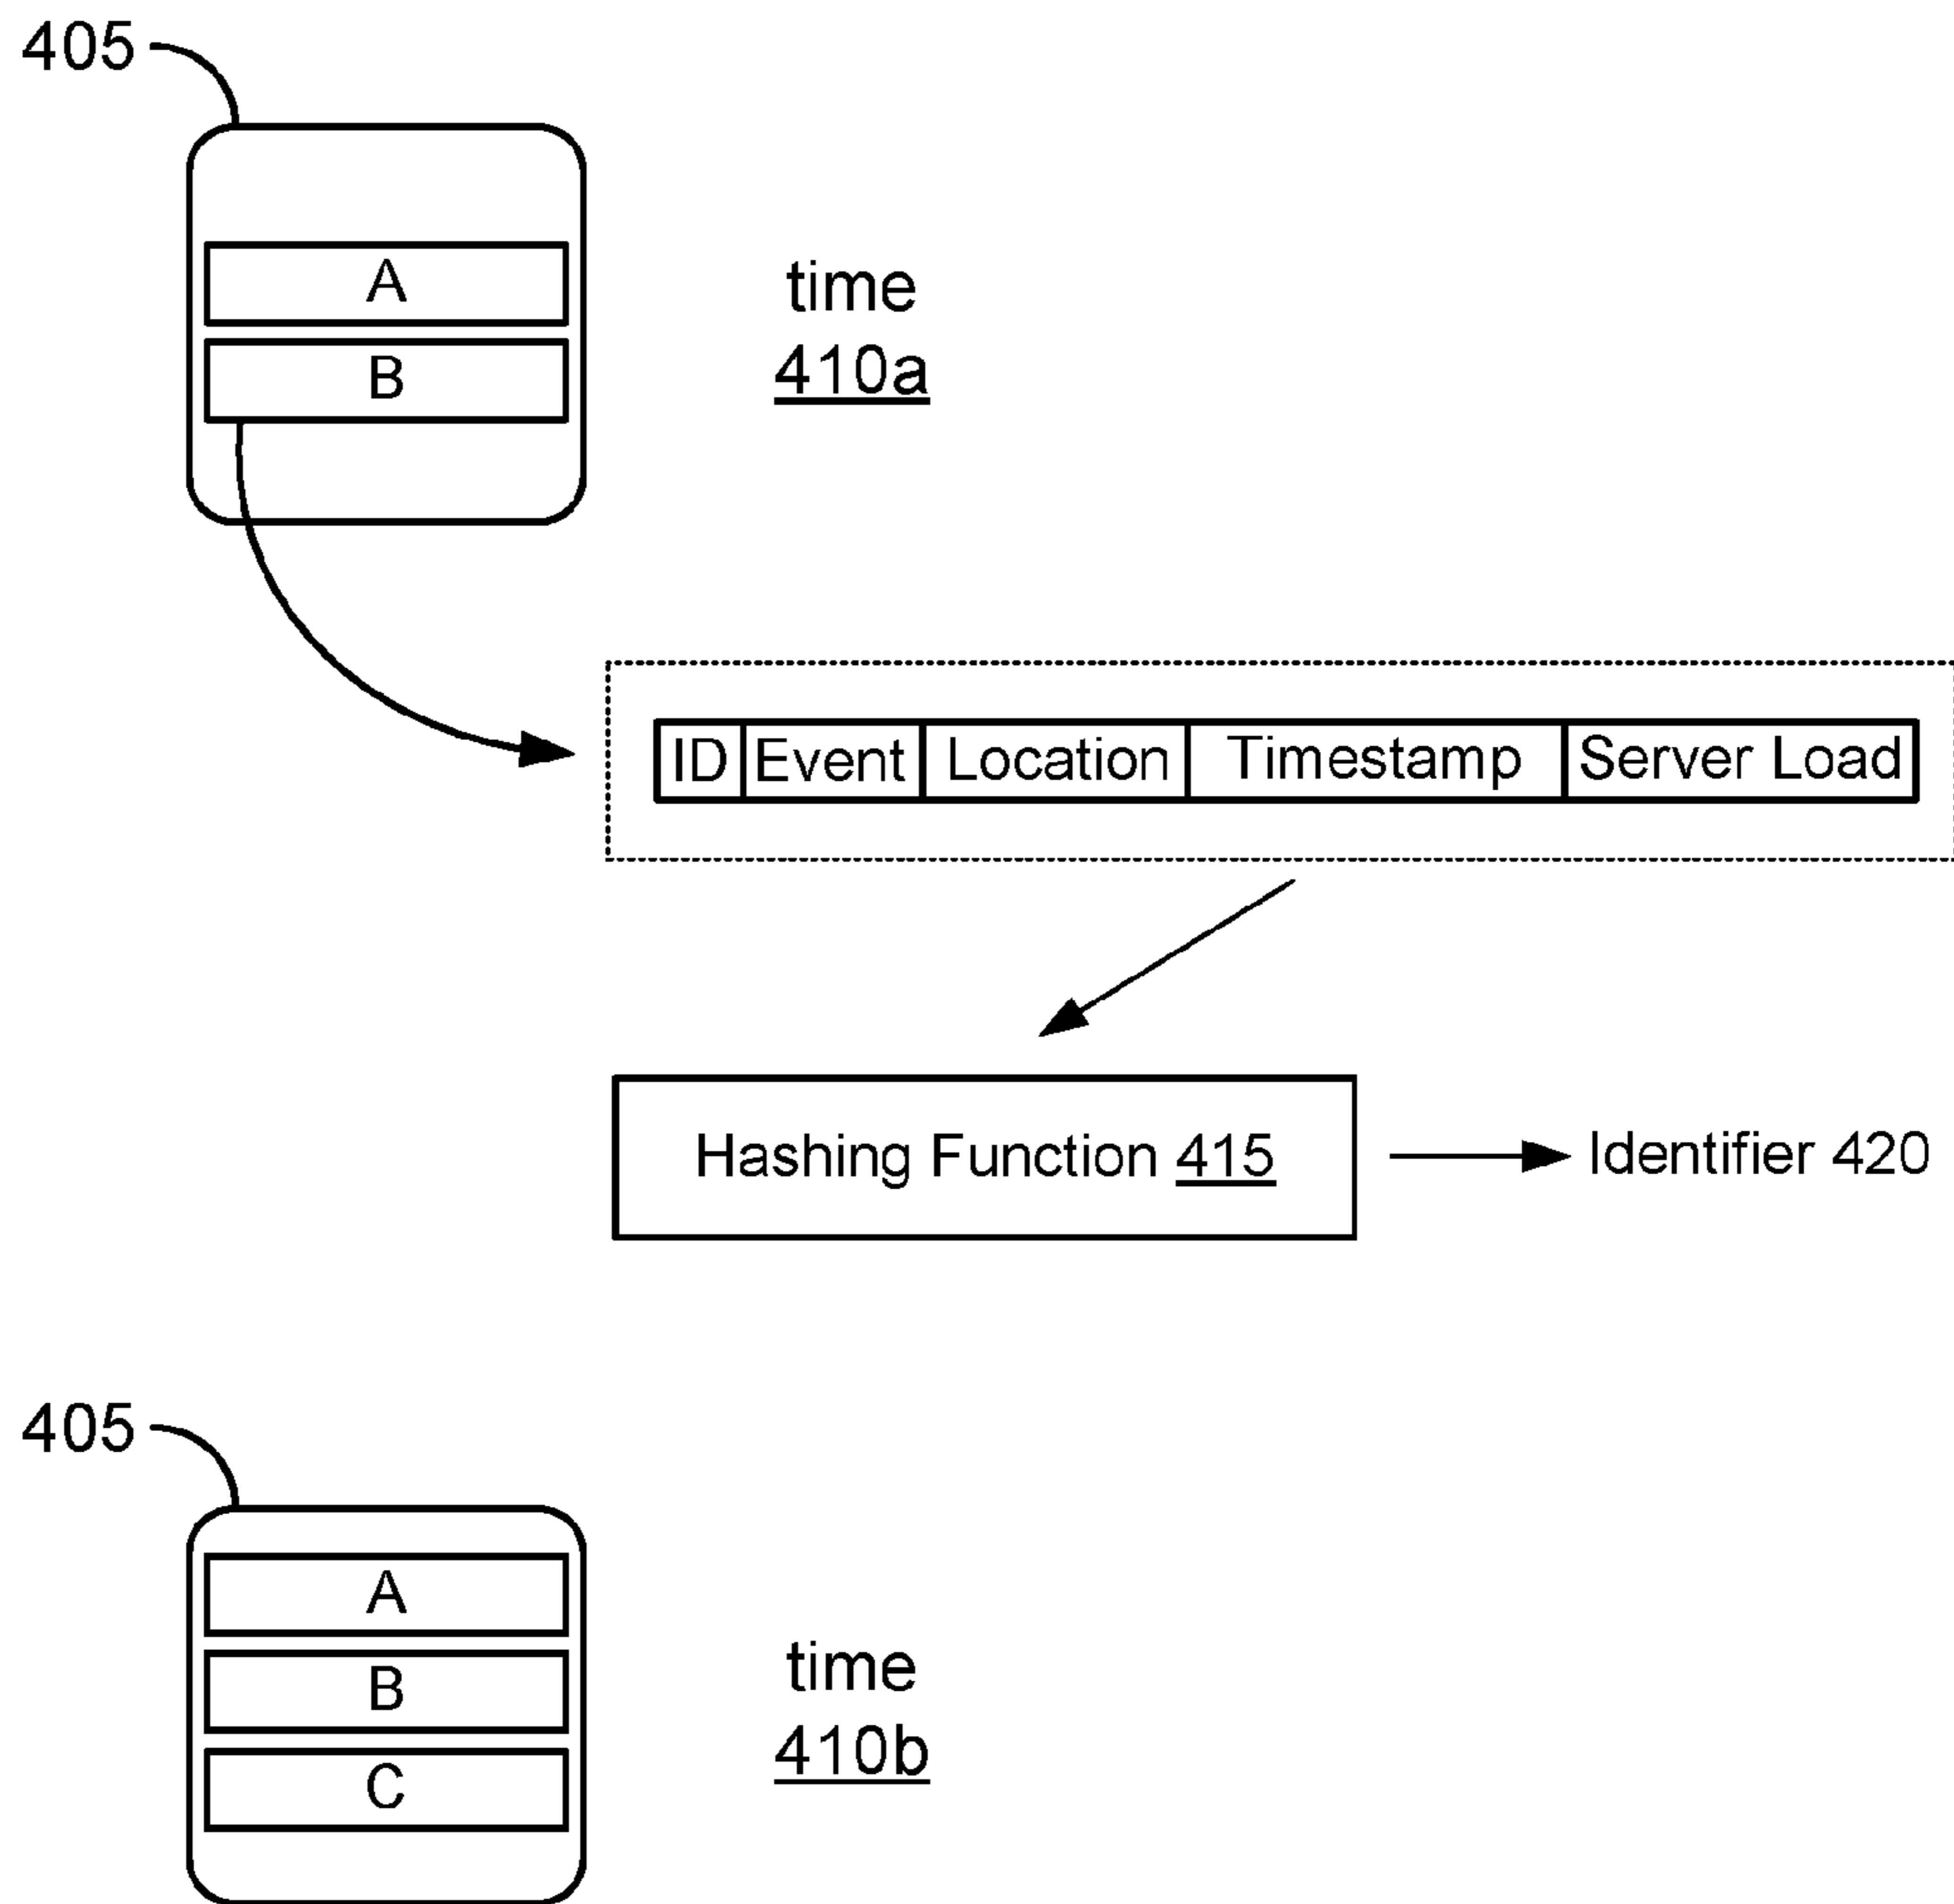 405
A
B
time
410a
ID Event Location Timestamp Server Load
Hashing Function 415
Identifier 420
405
A
B
C
time
410b